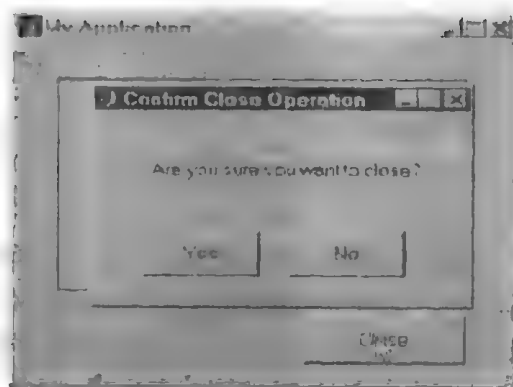 My Application
Confirm Close Operation
Are you sure you want to close?
Yes
No
Close